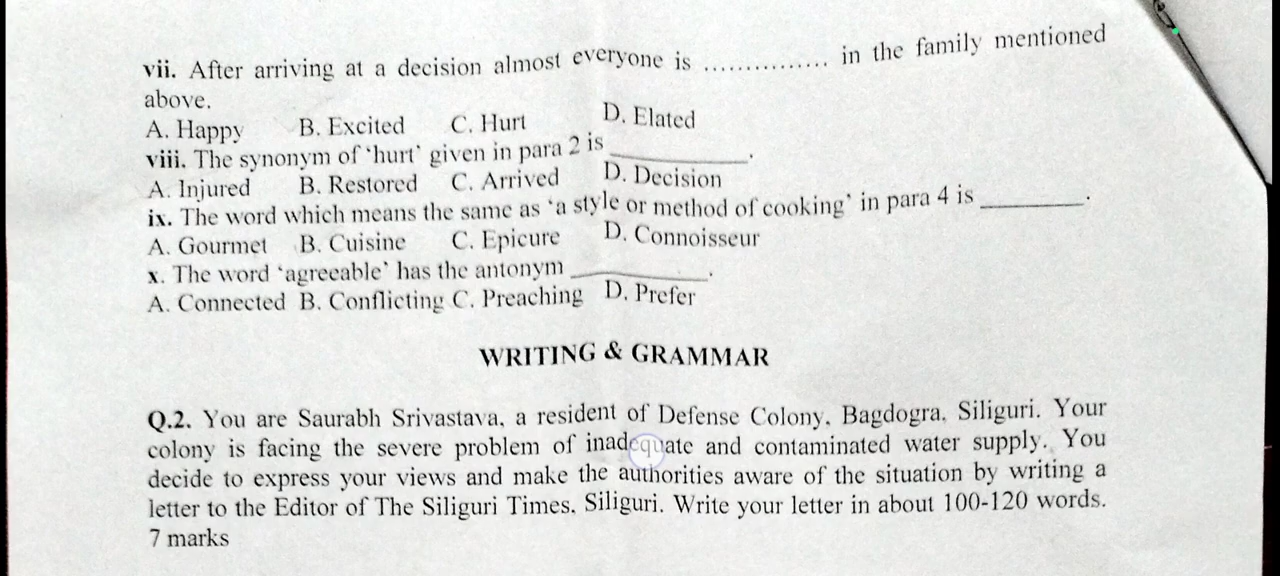 vii. After arriving at a decision almost everyone is ............... in the family mentioned
above.
A. Happy B. Excited C. Hurt D. Elated
viii. The synonym of 'hurt' given in para 2 is ____________.
A. Injured B. Restored C. Arrived D. Decision
ix. The word which means the same as 'a style or method of cooking' in para 4 is _________.
A. Gourmet B. Cuisine C. Epicure D. Connoisseur
x. The word 'agreeable' has the antonym ____________.
A. Connected B. Conflicting C. Preaching D. Prefer
WRITING & GRAMMAR
Q.2. You are Saurabh Srivastava, a resident of Defense Colony, Bagdogra, Siliguri. Your
colony is facing the severe problem of inadequate and contaminated water supply. You
decide to express your views and make the authorities aware of the situation by writing a
letter to the Editor of The Siliguri Times, Siliguri. Write your letter in about 100-120 words.
7 marks